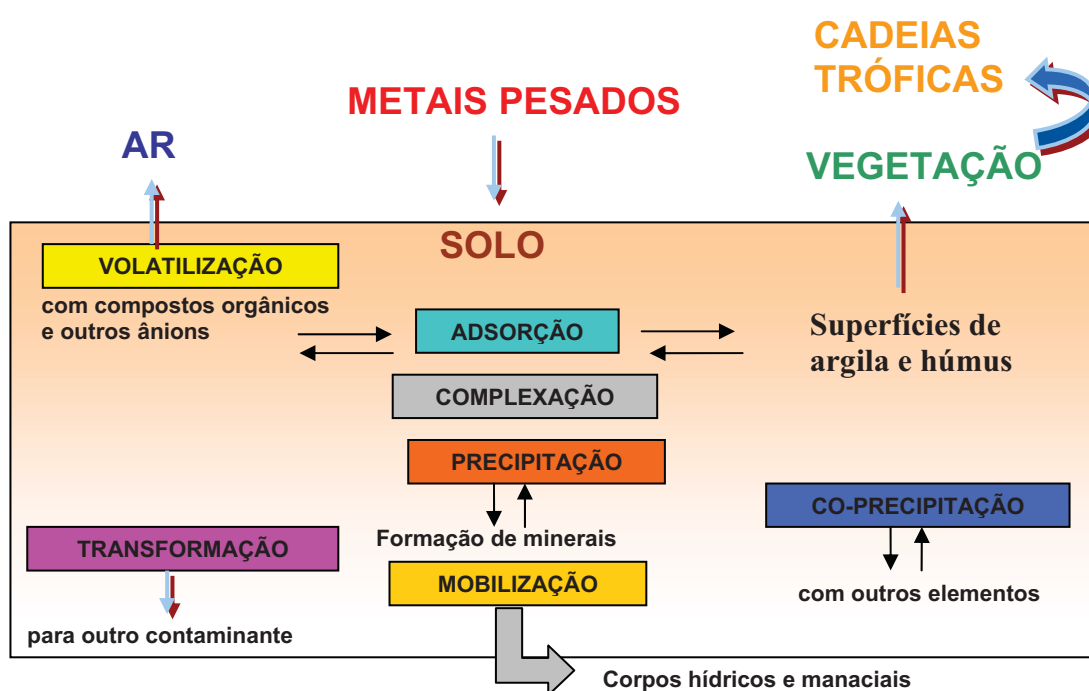 CADEIAS
TRÓFICAS
METAIS PESADOS
AR
VEGETAÇÃO
SOLO
VOLATILIZAÇÃO
com compostos orgânicos
e outros ânions
ADSORÇÃO
Superfícies de
argila e húmus
COMPLEXAÇÃO
PRECIPITAÇÃO
CO-PRECIPITAÇÃO
Formação de minerais
TRANSFORMAÇÃO
MOBILIZAÇÃO
com outros elementos
para outro contaminante
Corpos hídricos e manaciais